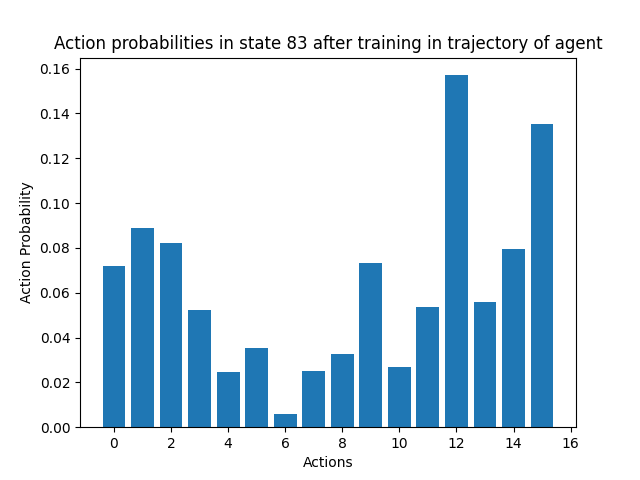 Action probabilities in state 83 after training in trajectory of agent
0.16
0.14
0.12
0.10
0.08
0.06
0.04
0.02
0.00
Action Probability
0 2 4 6 8 10 12 14 16
Actions